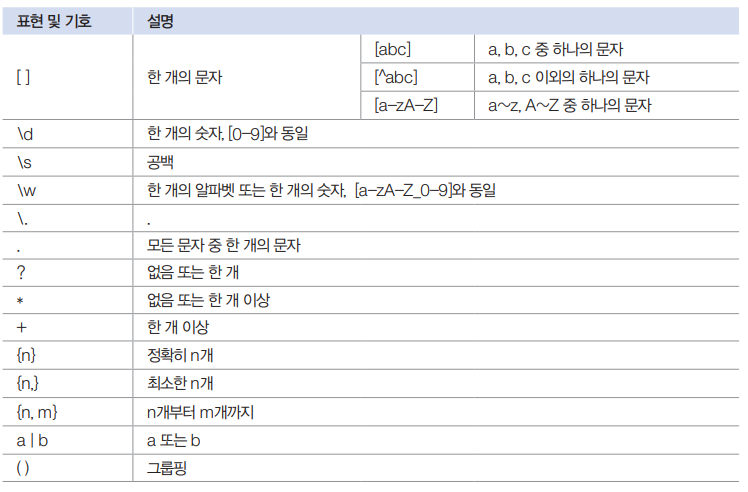 표현 및 기호 설명
[ ] 한 개의 문자 [abc] a, b, c 중 하나의 문자
[^abc] a, b, c 이외의 하나의 문자
[a-zA-Z] a~z, A~Z 중 하나의 문자
\d 한 개의 숫자, [0-9]와 동일
\s 공백
\w 한 개의 알파벳 또는 한 개의 숫자, [a-zA-Z_0-9]와 동일
\. .
. 모든 문자 중 한 개의 문자
? 없음 또는 한 개
* 없음 또는 한 개 이상
+ 한 개 이상
{n} 정확히 n개
{n,} 최소한 n개
{n, m} n개부터 m개까지
a | b a 또는 b
( ) 그룹핑